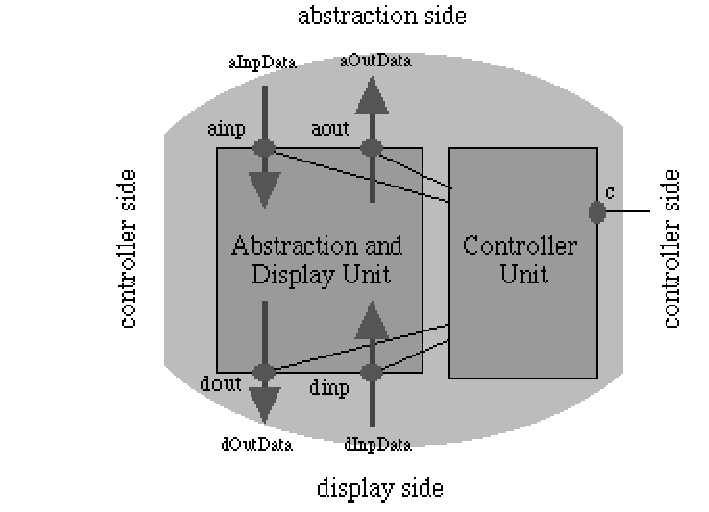 abstraction side
aInpData
aOutData
ainp
aout
controller side
c
controller side
Abstraction and
Display Unit
Controller
Unit
dout
dinp
dOutData
dInpData
display side